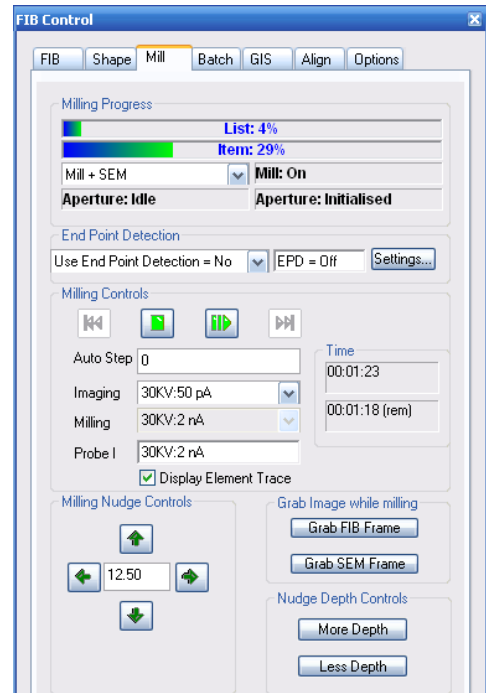 FIB Control
FIB Shape Mill Batch GIS Align Options
Milling Progress
List: 4%
Item: 29%
Mill + SEM Mill: On
Aperture: Idle Aperture: Initialised
End Point Detection
Use End Point Detection = No EPD = Off Settings...
Milling Controls
Auto Step 0
Time
00:01:23
Imaging 30KV:50 pA
00:01:18 (rem)
Milling 30KV:2 nA
Probe I 30KV:2 nA
Display Element Trace
Milling Nudge Controls
12.50
Grab Image while milling
Grab FIB Frame
Grab SEM Frame
Nudge Depth Controls
More Depth
Less Depth